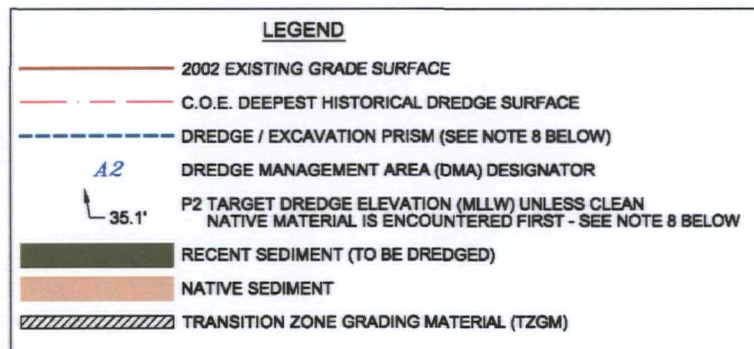 LEGEND
2002 EXISTING GRADE SURFACE
C.O.E. DEEPEST HISTORICAL DREDGE SURFACE
DREDGE / EXCAVATION PRISM (SEE NOTE 8 BELOW)
A2 DREDGE MANAGEMENT AREA (DMA) DESIGNATOR
35.1' P2 TARGET DREDGE ELEVATION (MLLW) UNLESS CLEAN
NATIVE MATERIAL IS ENCOUNTERED FIRST - SEE NOTE 8 BELOW
RECENT SEDIMENT (TO BE DREDGED)
NATIVE SEDIMENT
TRANSITION ZONE GRADING MATERIAL (TZGM)